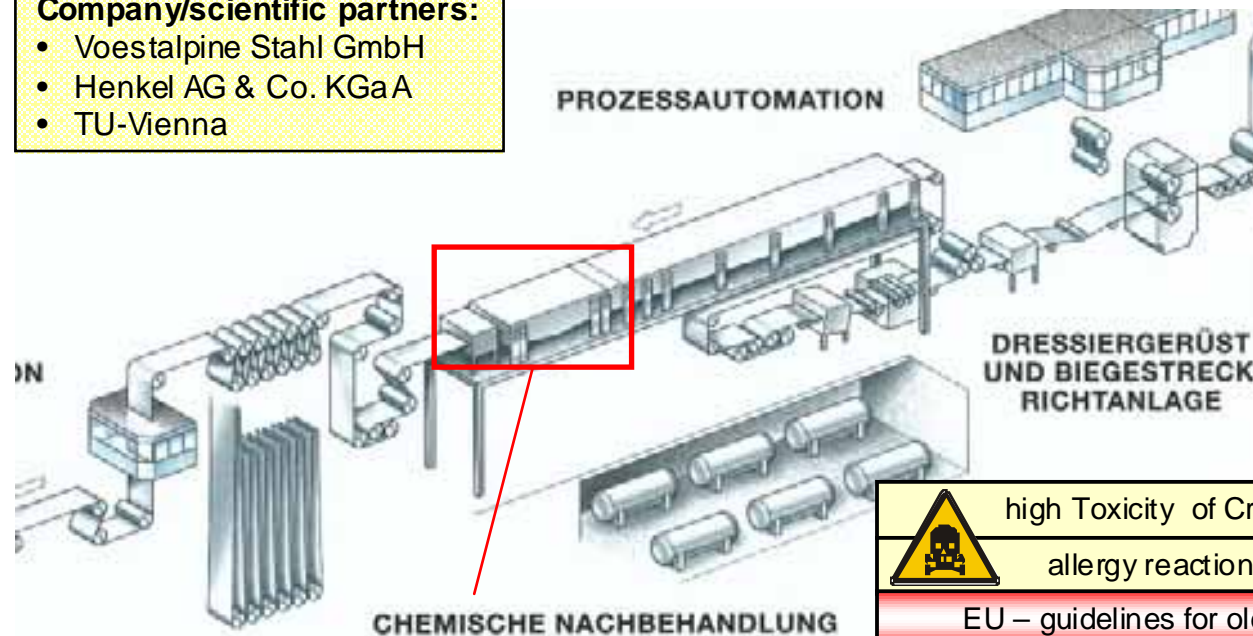 Company/scientific partners:
• Voestalpine Stahl GmbH
• Henkel AG & Co. KGaA
• TU-Vienna
PROZESSAUTOMATION
DRESSIERGERÜST
UND BIEGESTRECK
RICHTANLAGE
high Toxicity of Cr
allergy reaction
EU – guidelines for
CHEMISCHE NACHBEHANDLUNG